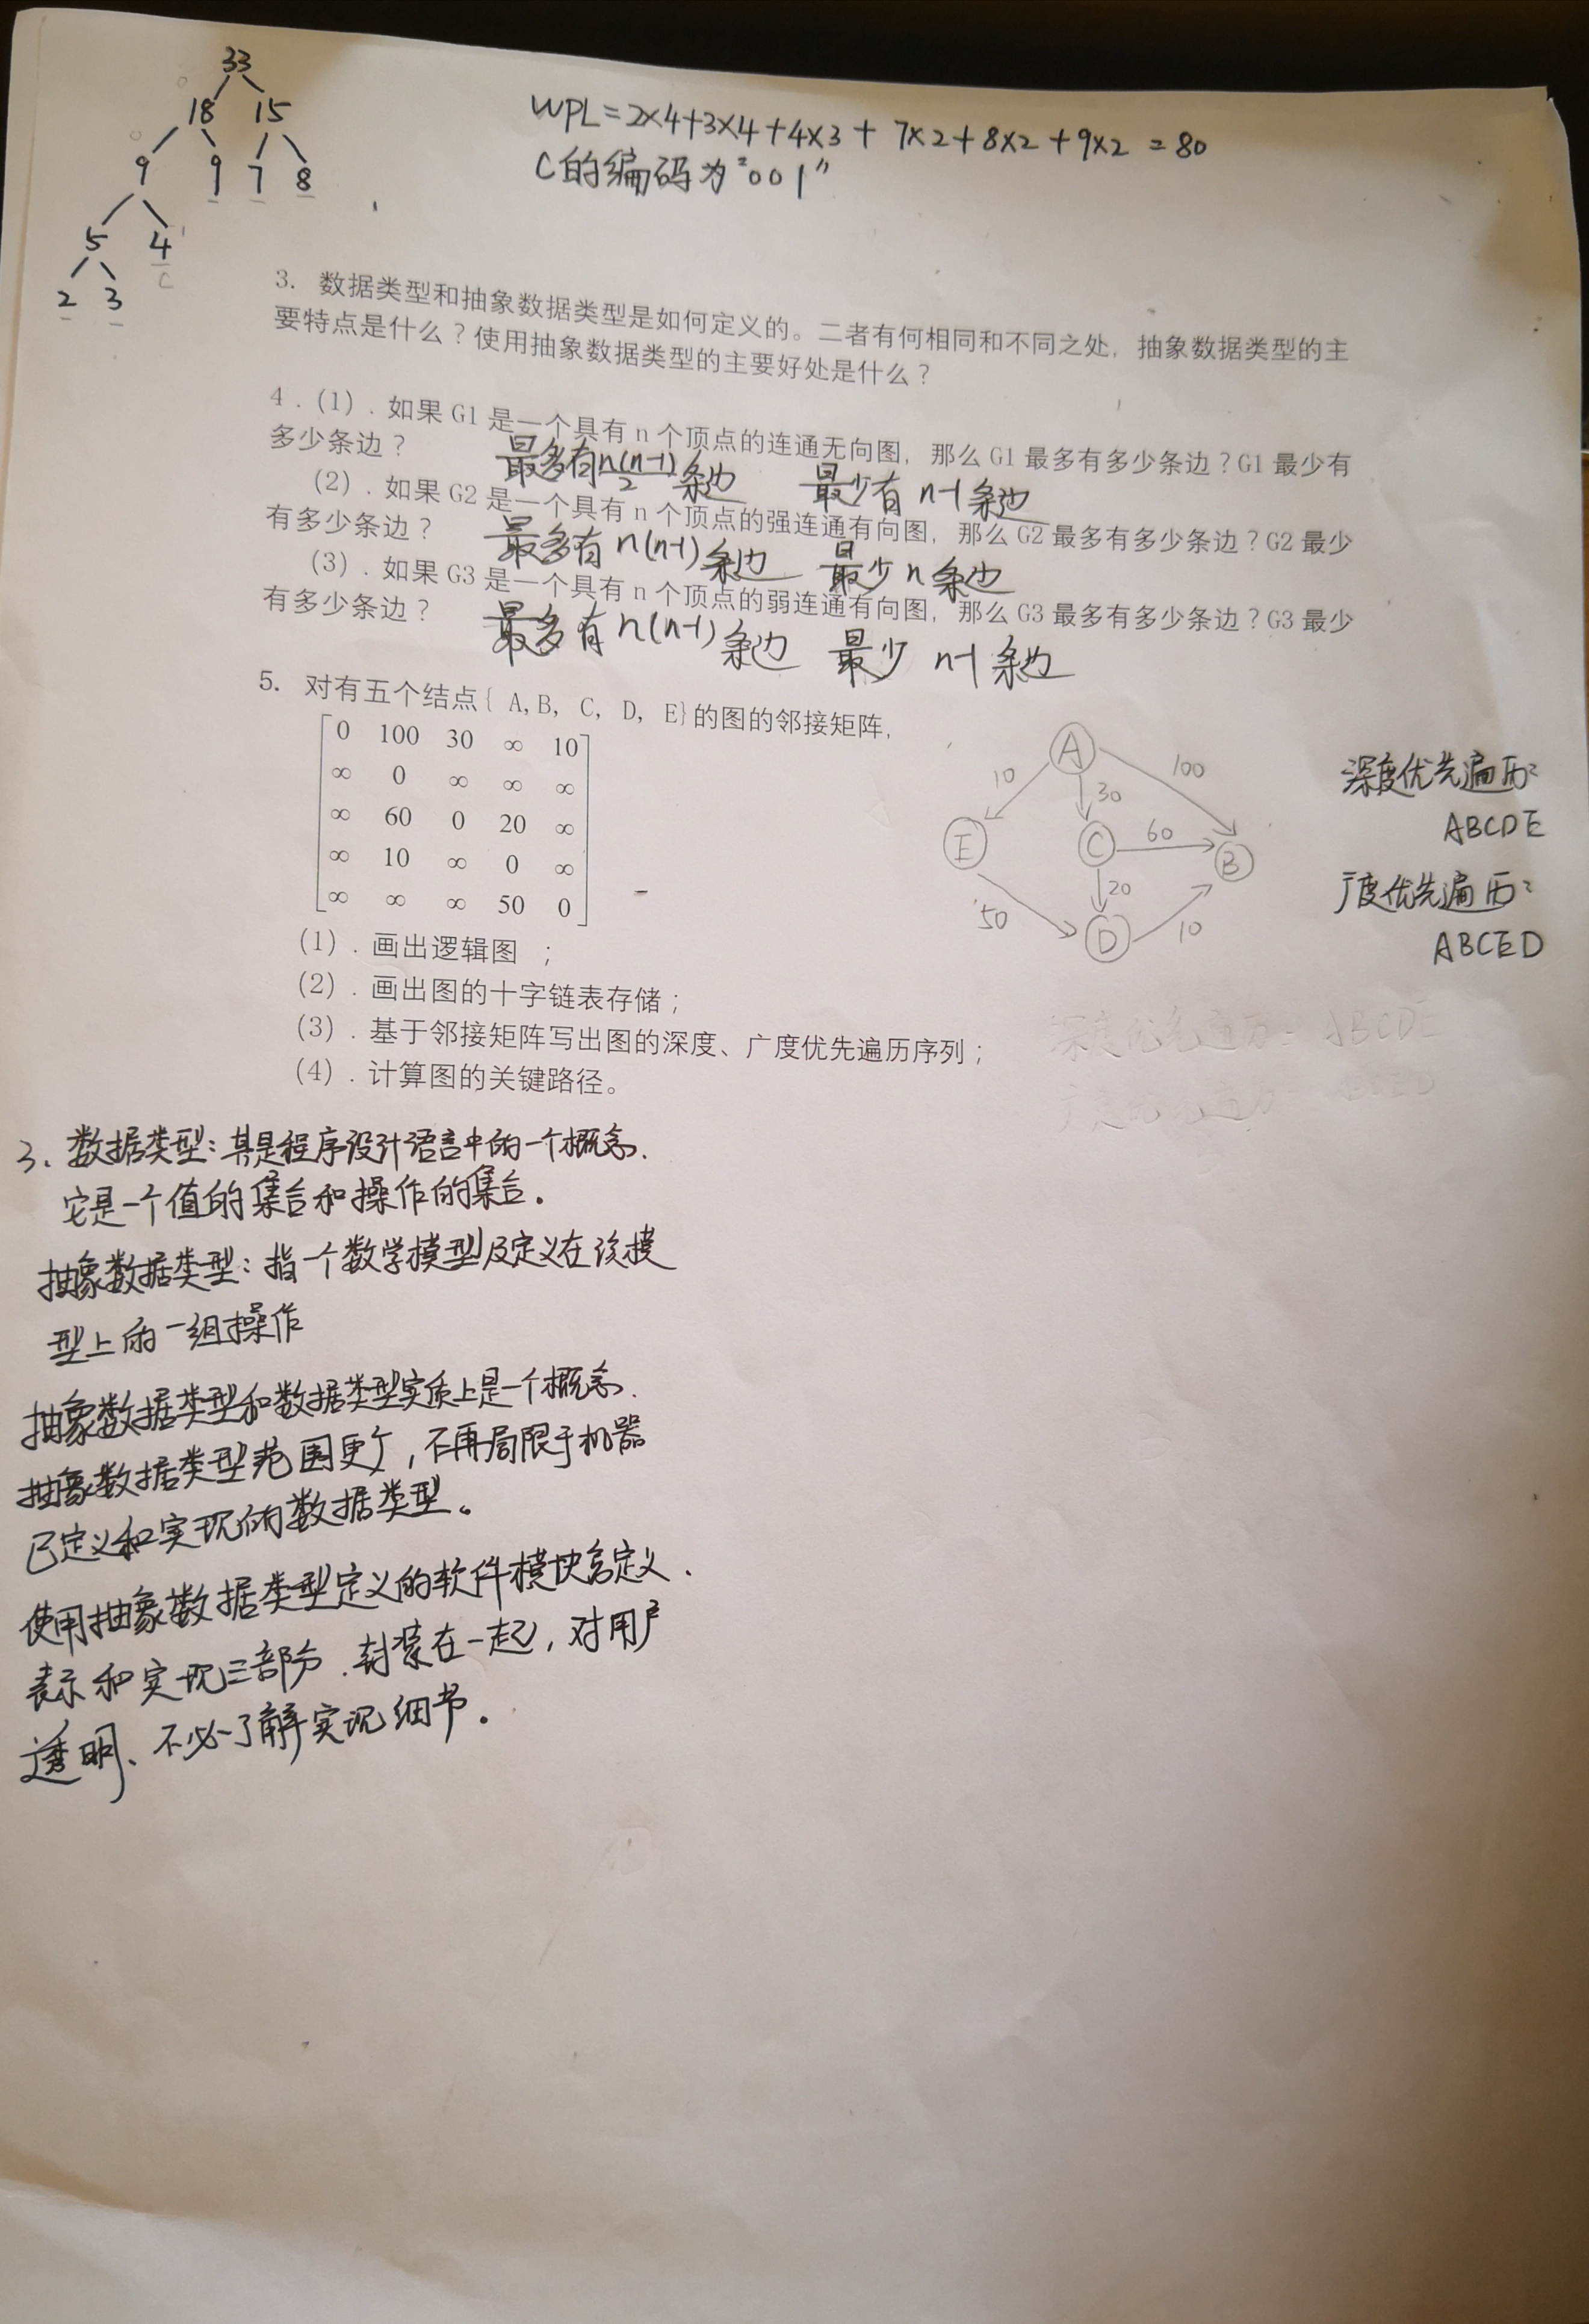 33
18 15
9 9 7 8
5 4
2 3 C
0
0
1
WPL=2×4+3×4+4×3+7×2+8×2+9×2=80
C的编码为"001"
3. 数据类型和抽象数据类型是如何定义的。二者有何相同和不同之处，抽象数据类型的主
要特点是什么？使用抽象数据类型的主要好处是什么？
4．(1)．如果 G1 是一个具有 n 个顶点的连通无向图，那么 G1 最多有多少条边？G1 最少有
多少条边？
最多有n(n-1)/2条边 最少有 n-1条边
(2)．如果 G2 是一个具有 n 个顶点的强连通有向图，那么 G2 最多有多少条边？G2 最少
有多少条边？
最多有 n(n-1)条边 最少 n 条边
(3)．如果 G3 是一个具有 n 个顶点的弱连通有向图，那么 G3 最多有多少条边？G3 最少
有多少条边？
最多有 n(n-1)条边 最少 n-1 条边
5. 对有五个结点{ A,B, C, D, E}的图的邻接矩阵，
0 100 30 ∞ 10
∞ 0 ∞ ∞ ∞
∞ 60 0 20 ∞
∞ 10 ∞ 0 ∞
∞ ∞ ∞ 50 0
(1)．画出逻辑图 ；
(2)．画出图的十字链表存储；
(3)．基于邻接矩阵写出图的深度、广度优先遍历序列；
(4)．计算图的关键路径。
A
10 30 100
E C 60 B
50 20 10
D
深度优先遍历：
ABCDE
广度优先遍历：
ABCED
深度优先遍历：ABCDE
3、数据类型：其是程序设计语言中的一个概念.
它是一个值的集合和操作的集合.
抽象数据类型：指一个数学模型及定义在该模
型上的一组操作
抽象数据类型和数据类型实质上是一个概念.
抽象数据类型范围更广，不再局限于机器
已定义和实现的数据类型。
使用抽象数据类型定义的软件模块含定义、
表示和实现三部分.封装在一起，对用户
透明、不必了解实现细节.